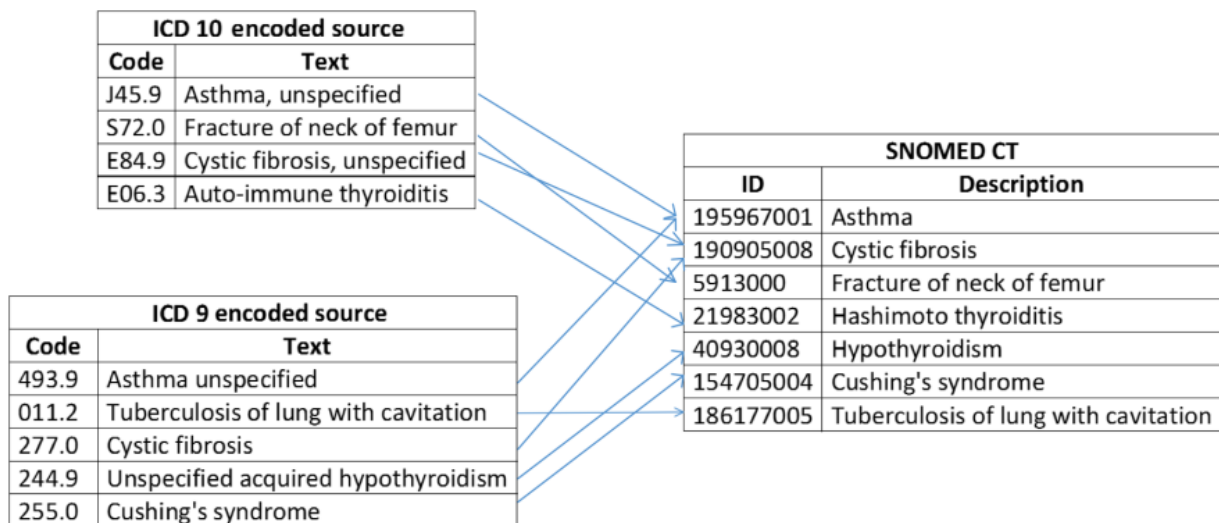 ICD 10 encoded source
Code Text
J45.9 Asthma, unspecified
S72.0 Fracture of neck of femur
E84.9 Cystic fibrosis, unspecified
E06.3 Auto-immune thyroiditis
SNOMED CT
ID Description
195967001 Asthma
190905008 Cystic fibrosis
5913000 Fracture of neck of femur
21983002 Hashimoto thyroiditis
40930008 Hypothyroidism
154705004 Cushing's syndrome
186177005 Tuberculosis of lung with cavitation
ICD 9 encoded source
Code Text
493.9 Asthma unspecified
011.2 Tuberculosis of lung with cavitation
277.0 Cystic fibrosis
244.9 Unspecified acquired hypothyroidism
255.0 Cushing's syndrome